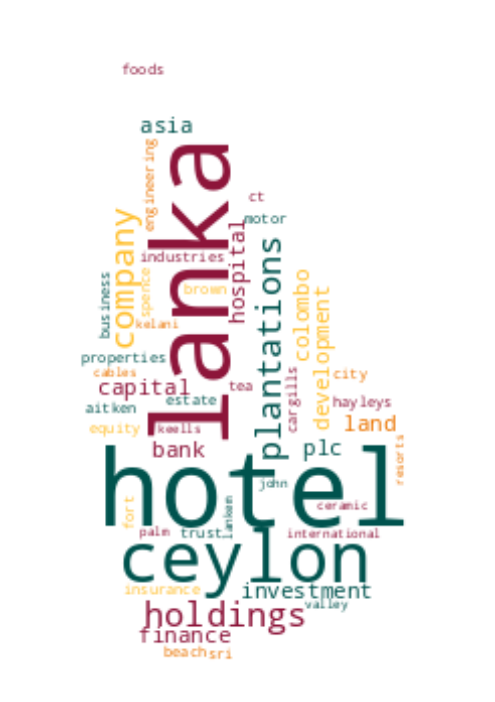 foods
asia
engineering
lanka
ct
motor
company
hospital
plantations
industries
business
spence
brown
colombo
development
kelani
properties
cables
capital
tea
cargills
city
aitken
estate
hayleys
equity
keells
land
bank
plc
resorts
hotel
john
fort
lankem
ceramic
palm
trust
international
ceylon
insurance
investment
holdings
valley
finance
beach
sri